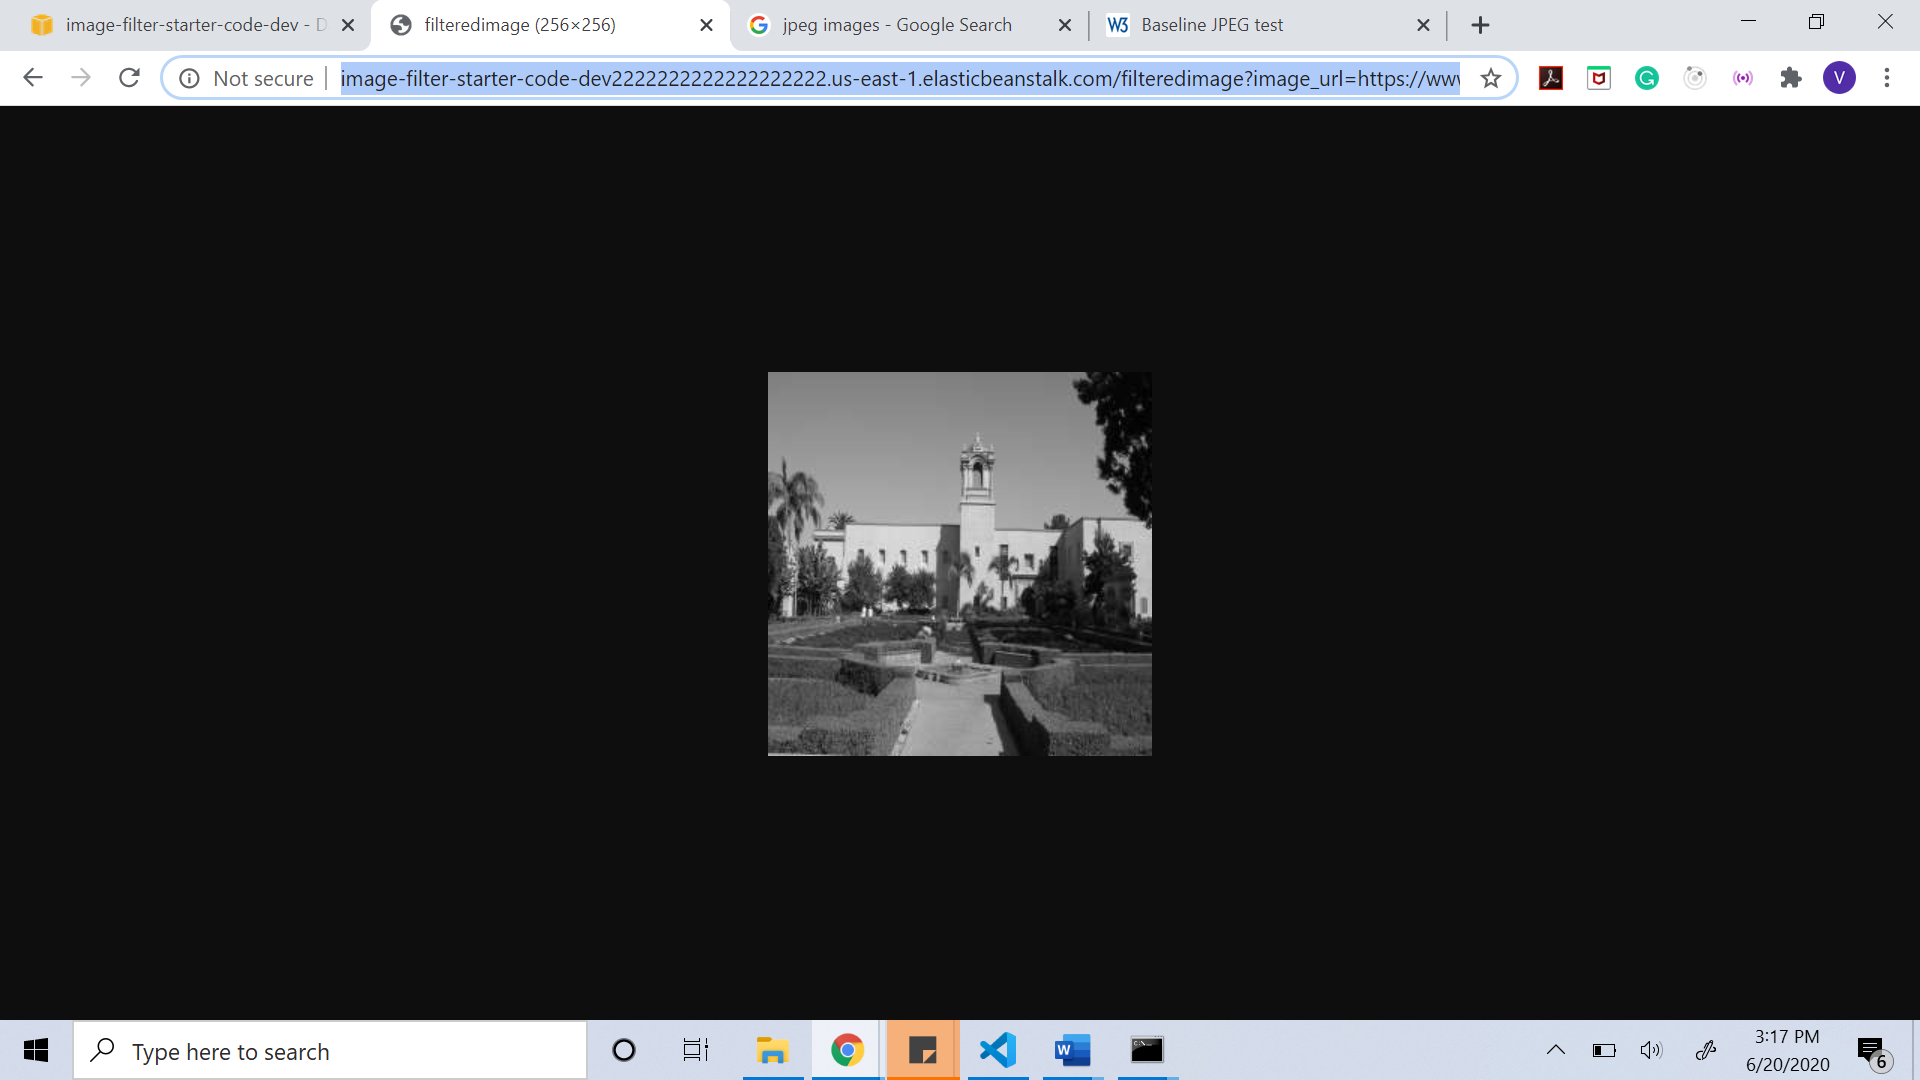 image-filter-starter-code-dev - D
filteredimage (256×256)
jpeg images - Google Search
W3
Baseline JPEG test
Not secure
image-filter-starter-code-dev2222222222222222222.us-east-1.elasticbeanstalk.com/filteredimage?image_url=https://www
V
Type here to search
W
3:17 PM
6/20/2020
6